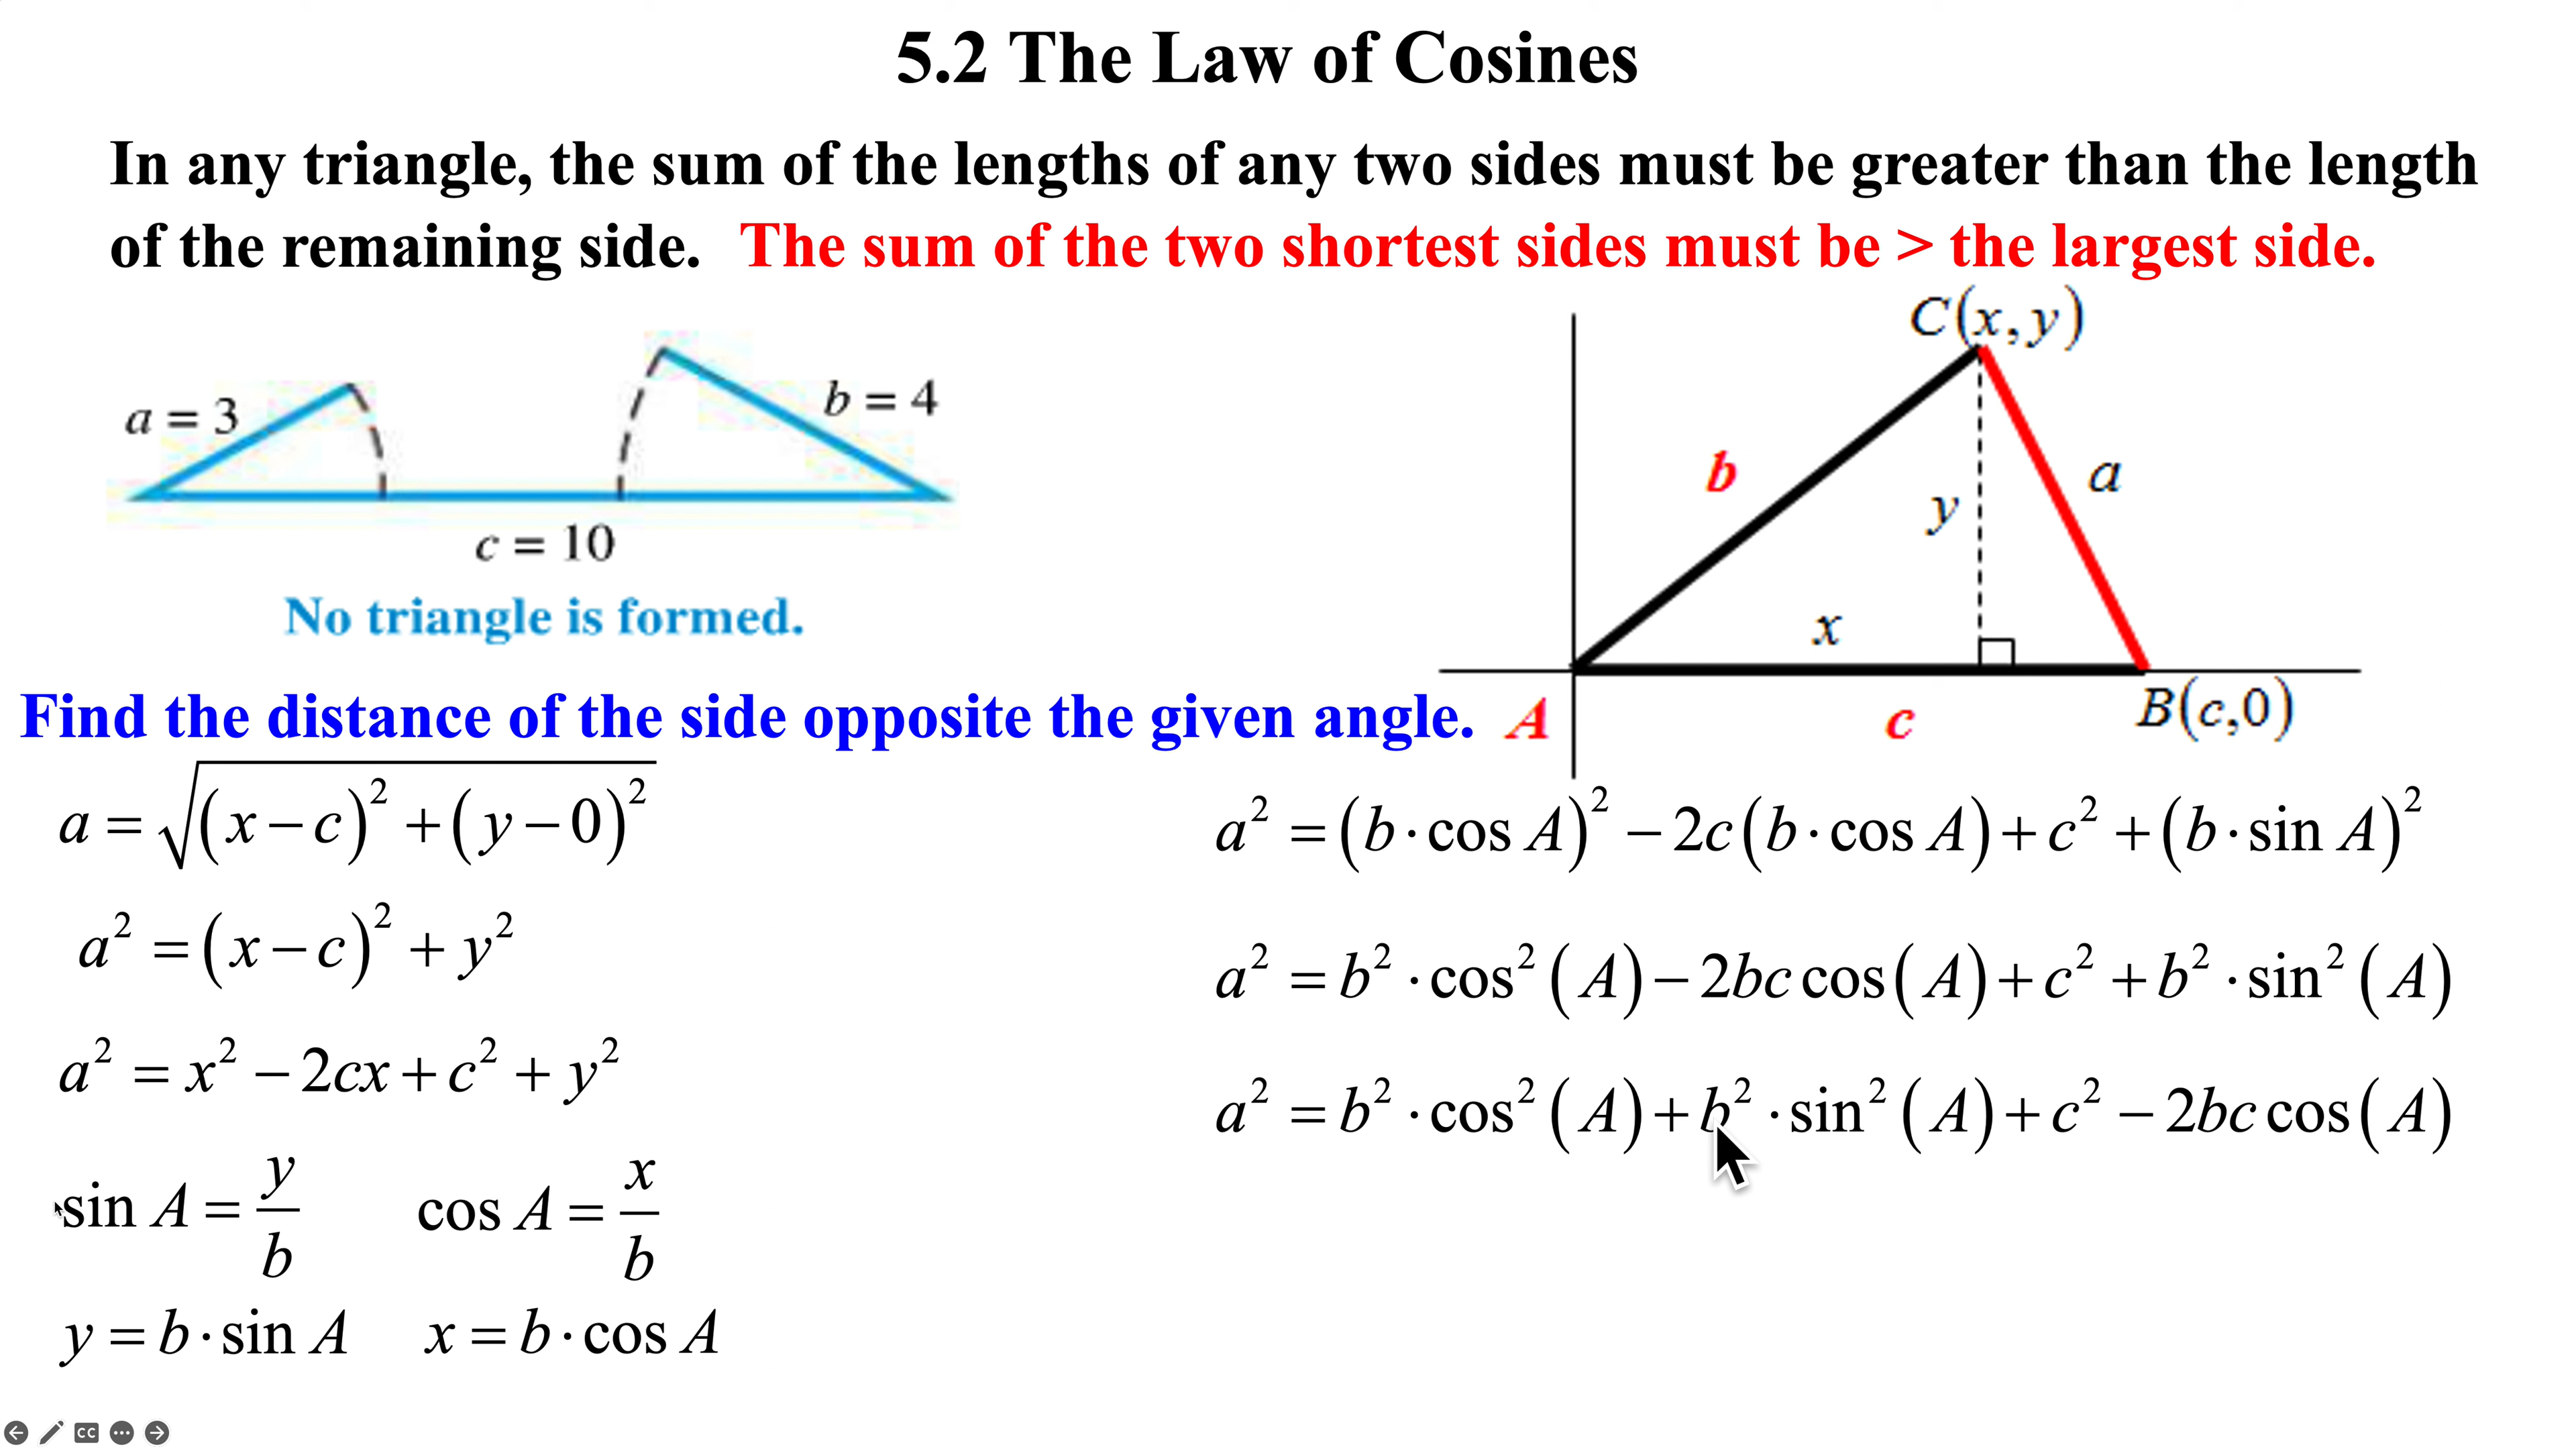 5.2 The Law of Cosines
In any triangle, the sum of the lengths of any two sides must be greater than the length
of the remaining side. The sum of the two shortest sides must be > the largest side.
a = 3
b = 4
c = 10
No triangle is formed.
C(x,y)
b
y
a
x
A
c
B(c,0)
Find the distance of the side opposite the given angle.
a = √((x − c)² + (y − 0)²)
a² = (x − c)² + y²
a² = x² − 2cx + c² + y²
sin A = y/b   cos A = x/b
y = b · sin A   x = b · cos A
a² = (b · cos A)² − 2c(b · cos A) + c² + (b · sin A)²
a² = b² · cos²(A) − 2bc cos(A) + c² + b² · sin²(A)
a² = b² · cos²(A) + b² · sin²(A) + c² − 2bc cos(A)
CC